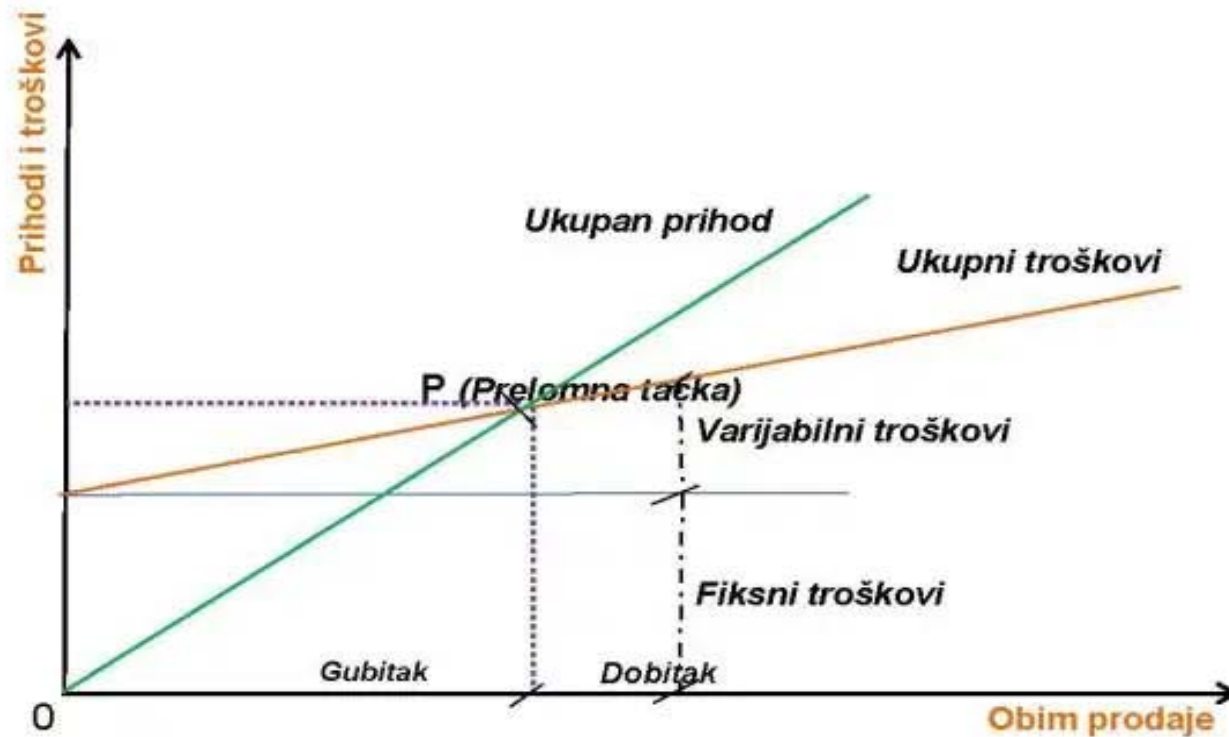 Prihodi i troškovi
Ukupan prihod
Ukupni troškovi
P (Prelomna tačka)
Varijabilni troškovi
Fiksni troškovi
Gubitak
Dobitak
0
Obim prodaje